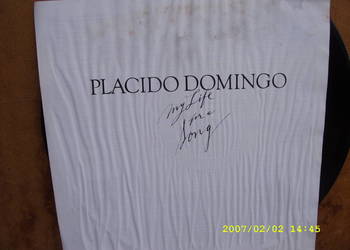 PLACIDO DOMINGO
my life
for a
song
2007/02/02 14:45